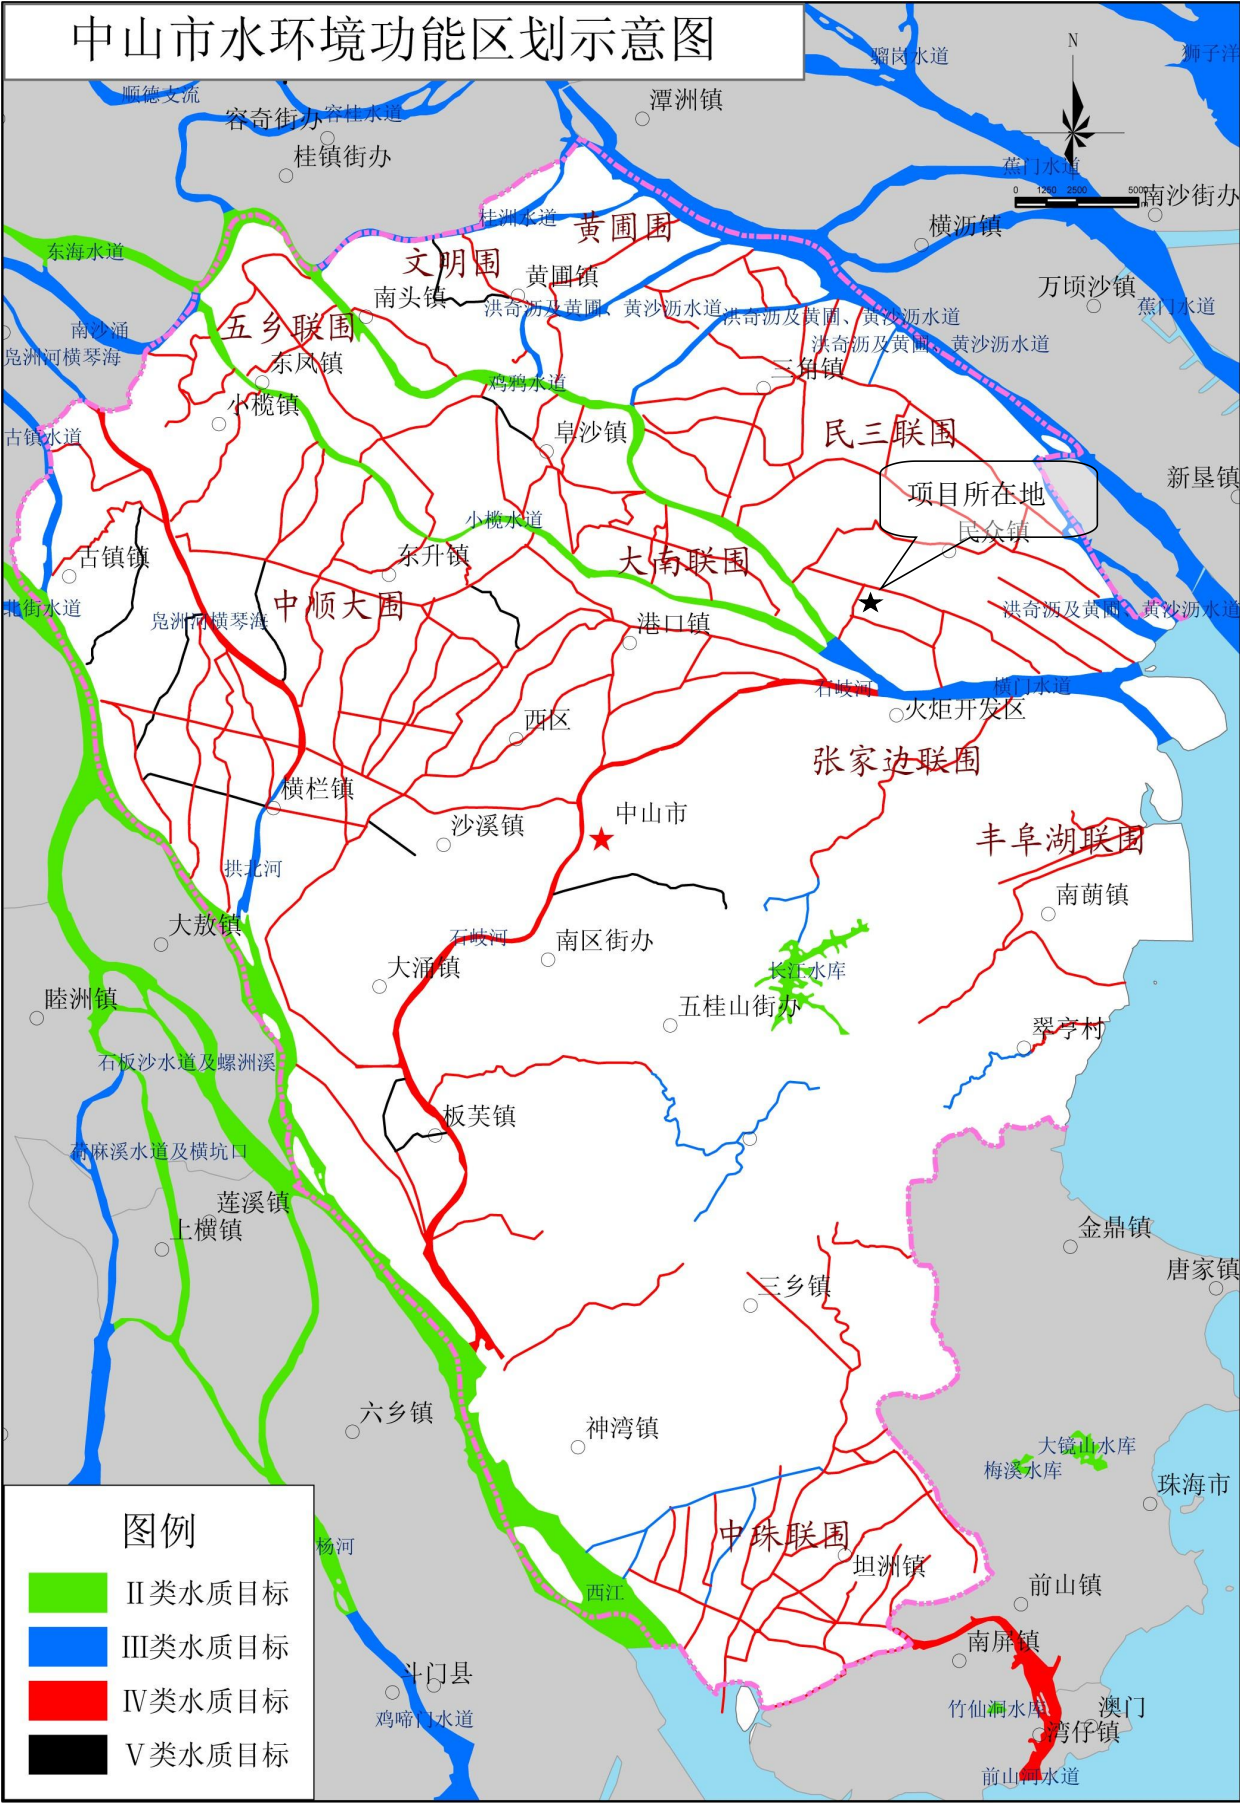 中山市水环境功能区划示意图
骝岗水道
狮子洋
N
顺德支流
容奇街办
容桂水道
潭洲镇
桂镇街办
蕉门水道
0 1250 2500 5000
南沙街办
桂洲水道
黄圃围
横沥镇
东海水道
文明围
黄圃镇
万顷沙镇
南头镇
洪奇沥及黄圃、黄沙沥水道
洪奇沥及黄圃、黄沙沥水道
蕉门水道
南沙涌
五乡联围
洪奇沥及黄圃、黄沙沥水道
凫洲河横琴海
东凤镇
鸡鸦水道
三角镇
小榄镇
古镇水道
阜沙镇
民三联围
新垦镇
项目所在地
小榄水道
民众镇
古镇镇
东升镇
大南联围
北街水道
凫洲河横琴海
中顺大围
港口镇
洪奇沥及黄圃、黄沙沥水道
石岐河
横门水道
西区
火炬开发区
张家边联围
横栏镇
沙溪镇
中山市
丰阜湖联围
拱北河
南蓢镇
大敖镇
石岐河
南区街办
大涌镇
长江水库
睦洲镇
五桂山街办
翠亨村
石板沙水道及螺洲溪
板芙镇
荷麻溪水道及横坑口
莲溪镇
上横镇
金鼎镇
唐家镇
三乡镇
六乡镇
神湾镇
大镜山水库
梅溪水库
珠海市
图例
杨河
中珠联围
坦洲镇
II类水质目标
西江
前山镇
III类水质目标
南屏镇
斗门县
IV类水质目标
鸡啼门水道
竹仙洞水库
澳门
湾仔镇
V类水质目标
前山河水道